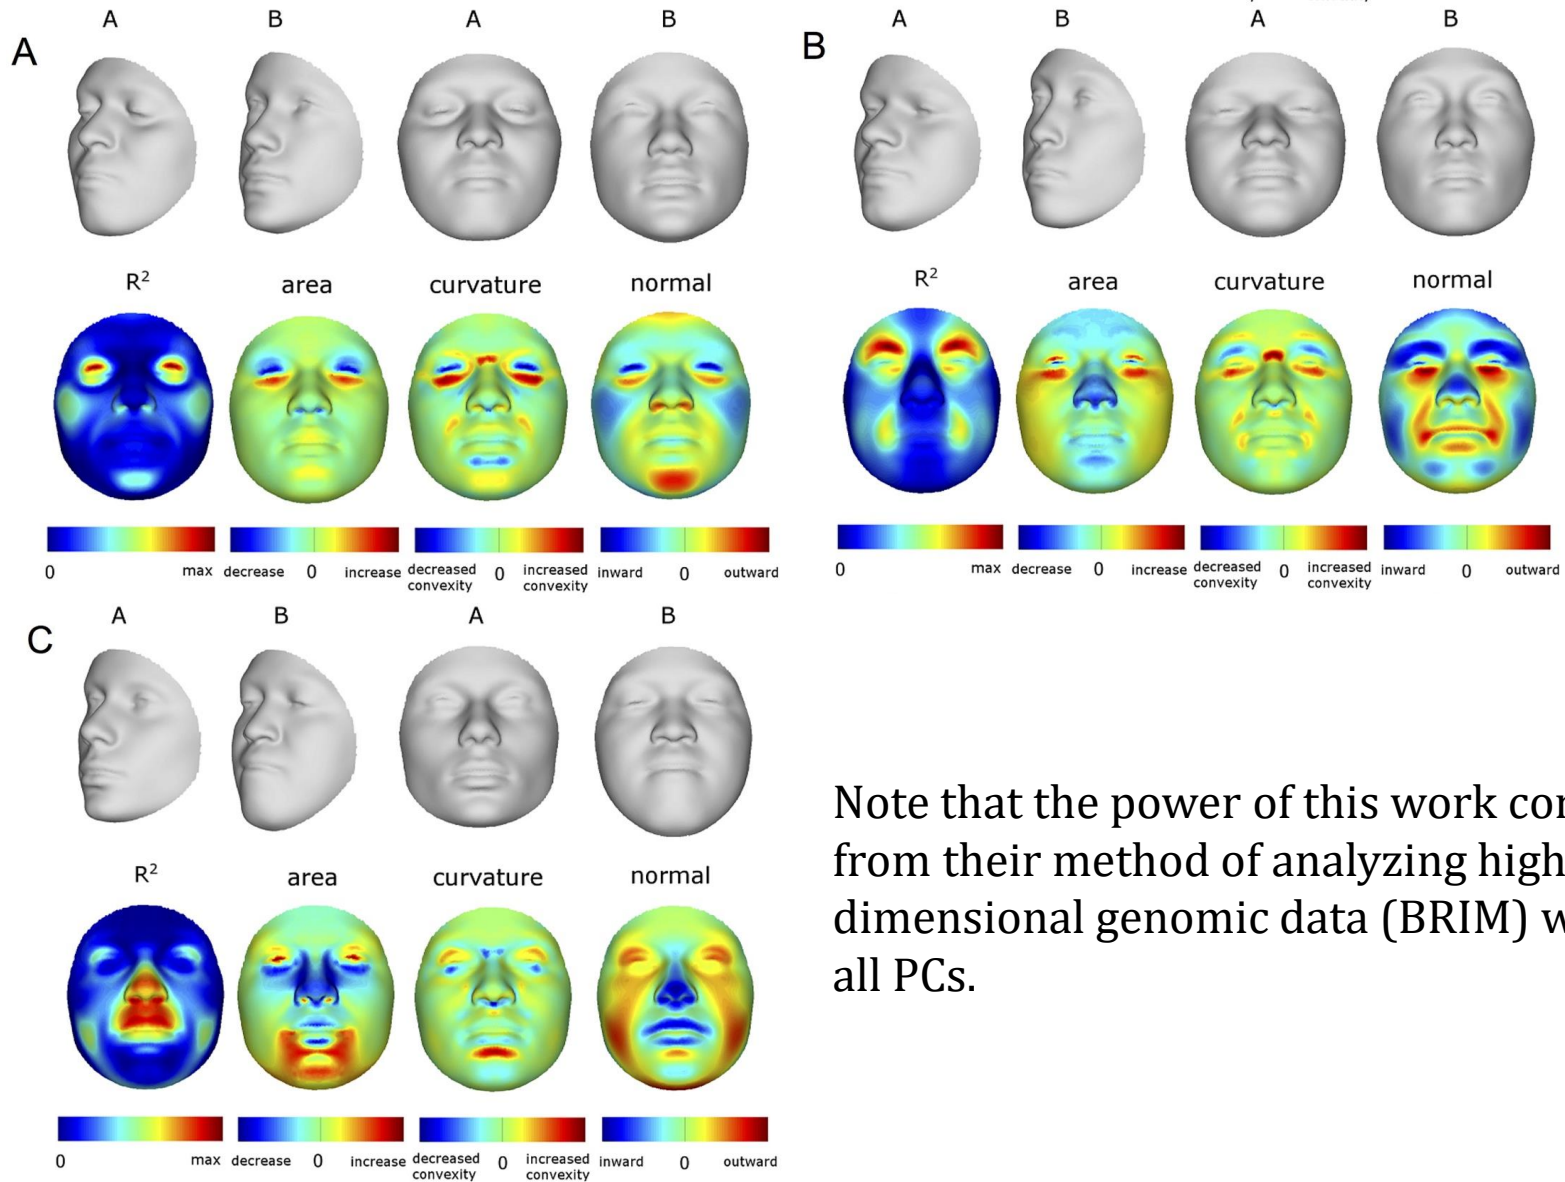 A B A B
A
R²
area
curvature
normal
0 max
decrease 0 increase
decreased convexity 0 increased convexity
inward 0 outward
A B A B
B
R²
area
curvature
normal
0 max
decrease 0 increase
decreased convexity 0 increased convexity
inward 0 outward
A B A B
C
R²
area
curvature
normal
0 max
decrease 0 increase
decreased convexity 0 increased convexity
inward 0 outward
Note that the power of this work
from their method of analyzing high
dimensional genomic data (BRIM)
all PCs.